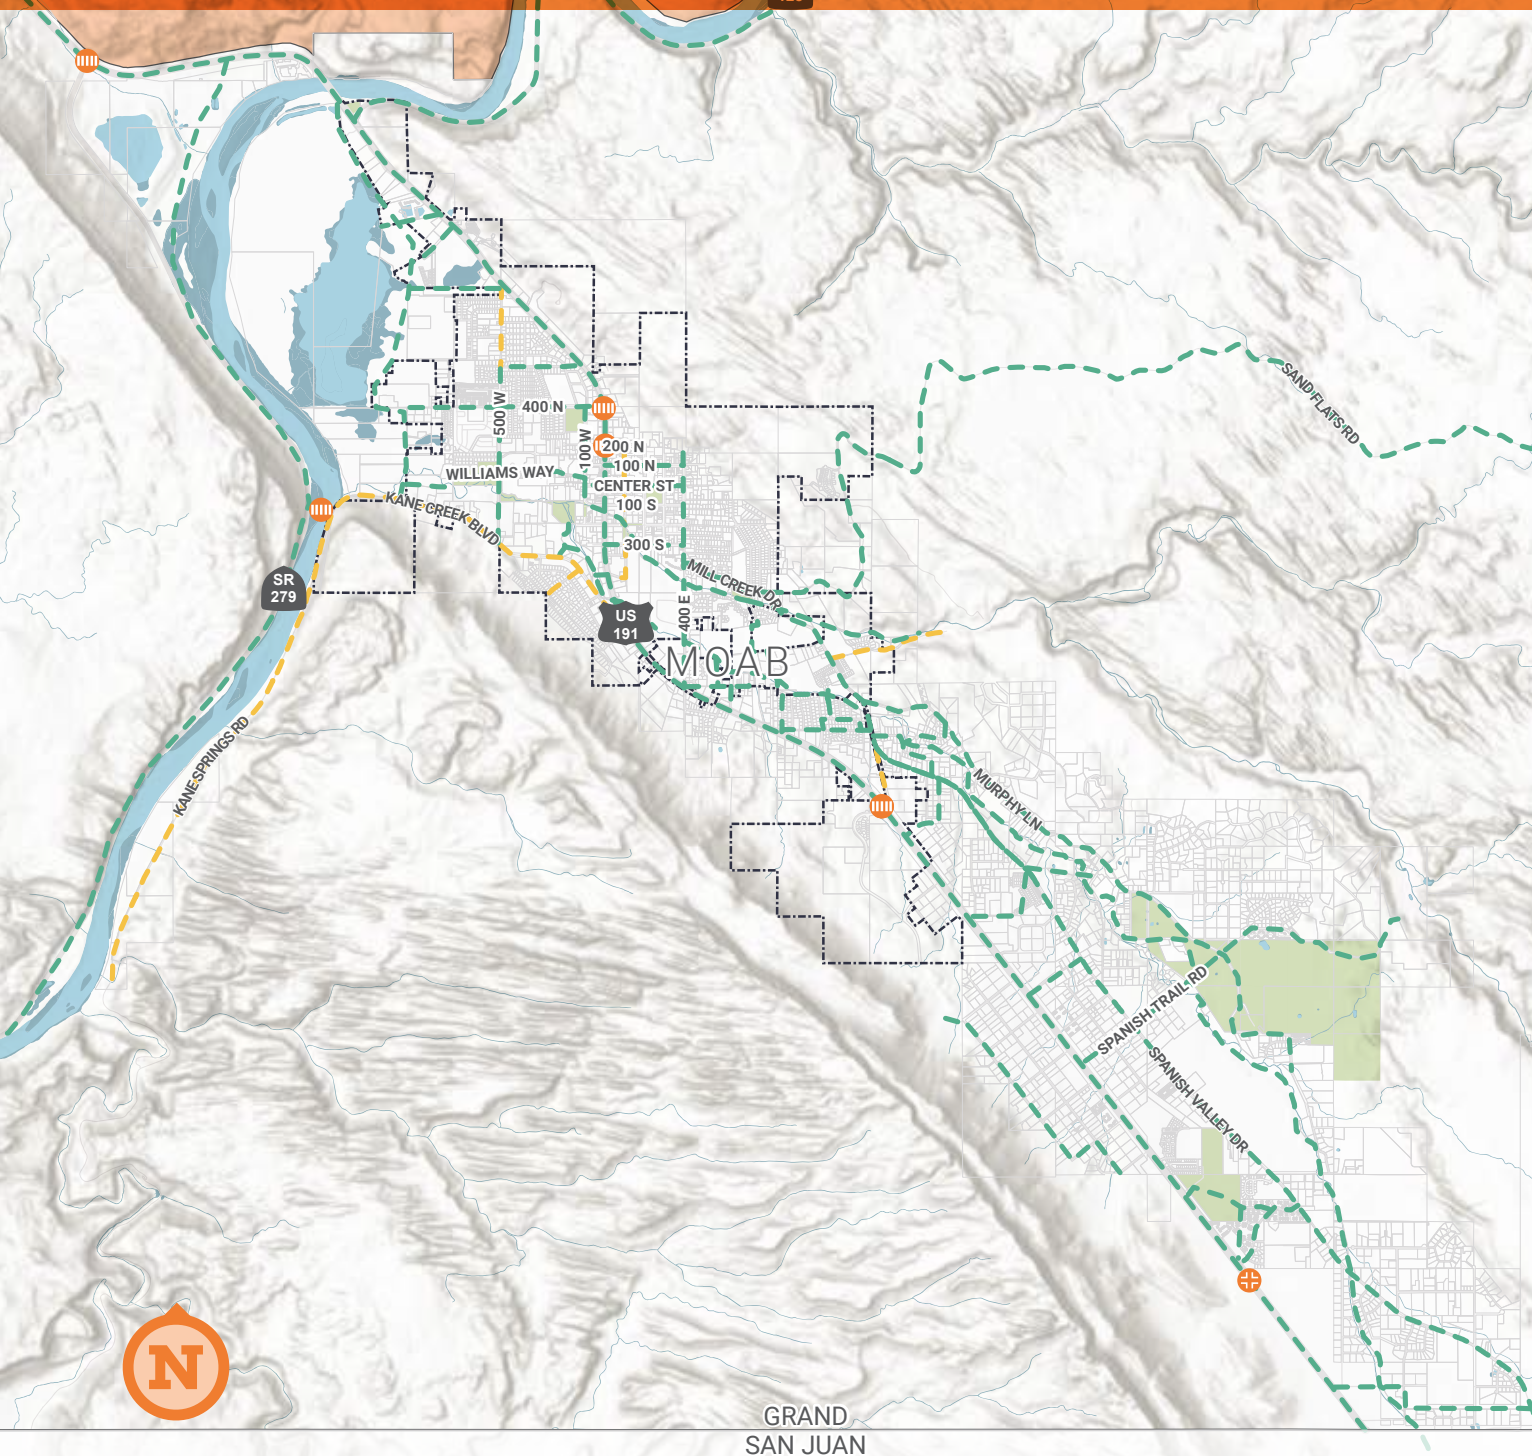 SAND FLATS RD
400 N
500 W
100 W
200 N
100 N
WILLIAMS WAY
CENTER ST
100 S
KANE CREEK BLVD
300 S
MILL CREEK DR
SR
279
US
191
400 E
MOAB
KANE SPRINGS RD
MURPHY LN
SPANISH TRAIL RD
SPANISH VALLEY DR
N
GRAND
SAN JUAN